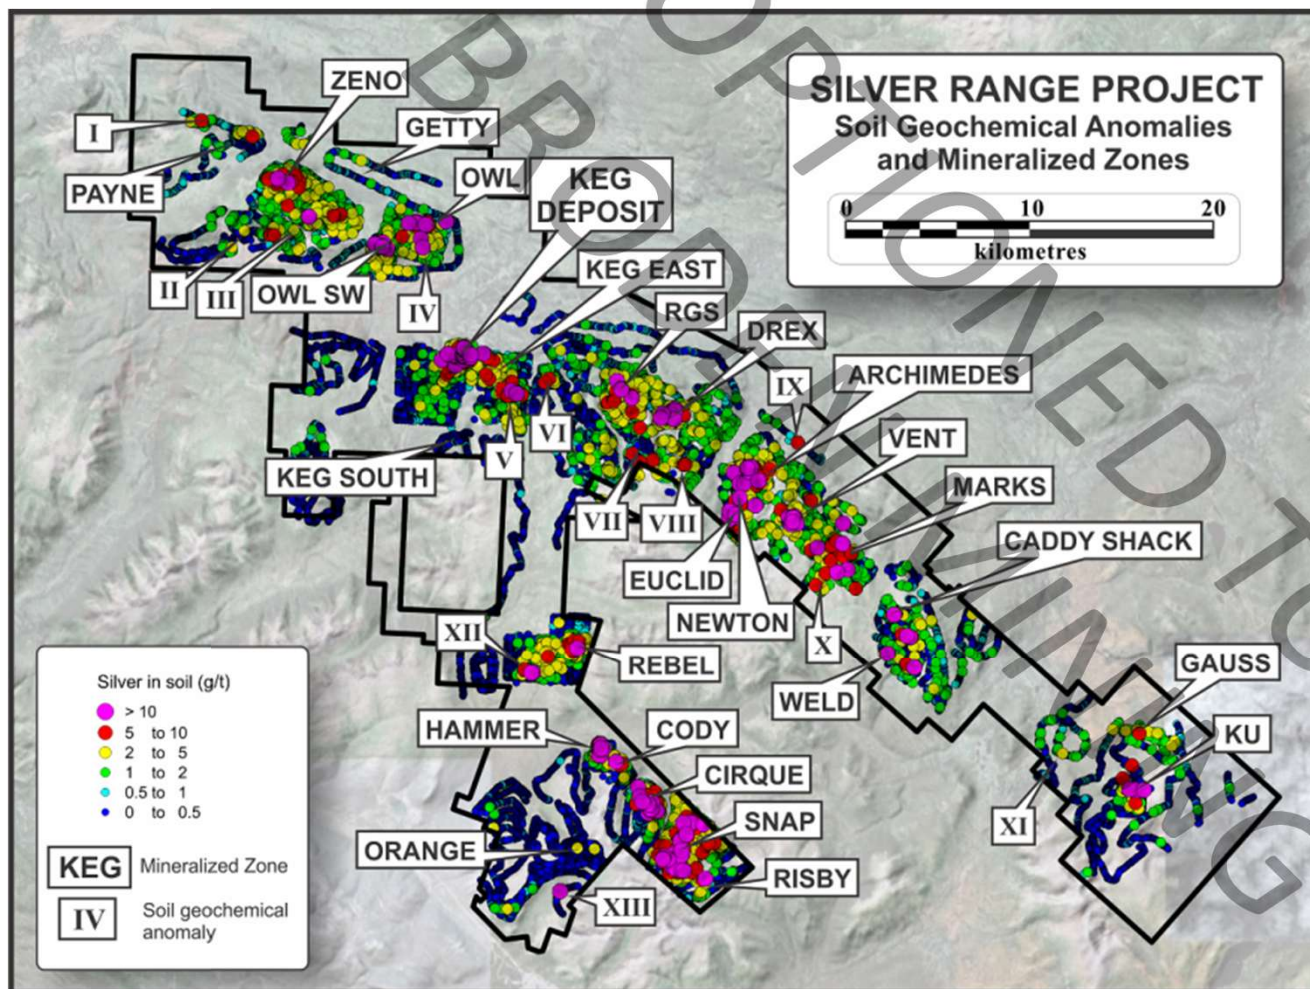 SILVER RANGE PROJECT
Soil Geochemical Anomalies
and Mineralized Zones
0 10 20
kilometres
ZENO
I
GETTY
PAYNE
OWL
KEG
DEPOSIT
KEG EAST
II
III
OWL SW
IV
RGS
DREX
IX
ARCHIMEDES
VENT
KEG SOUTH
V
VI
MARKS
VII
VIII
CADDY SHACK
EUCLID
NEWTON
X
XII
REBEL
WELD
GAUSS
KU
HAMMER
CODY
CIRQUE
XI
SNAP
ORANGE
RISBY
XIII
Silver in soil (g/t)
> 10
5 to 10
2 to 5
1 to 2
0.5 to 1
0 to 0.5
KEG Mineralized Zone
IV Soil geochemical
anomaly
OPTIONED TO
BROADEN MINING